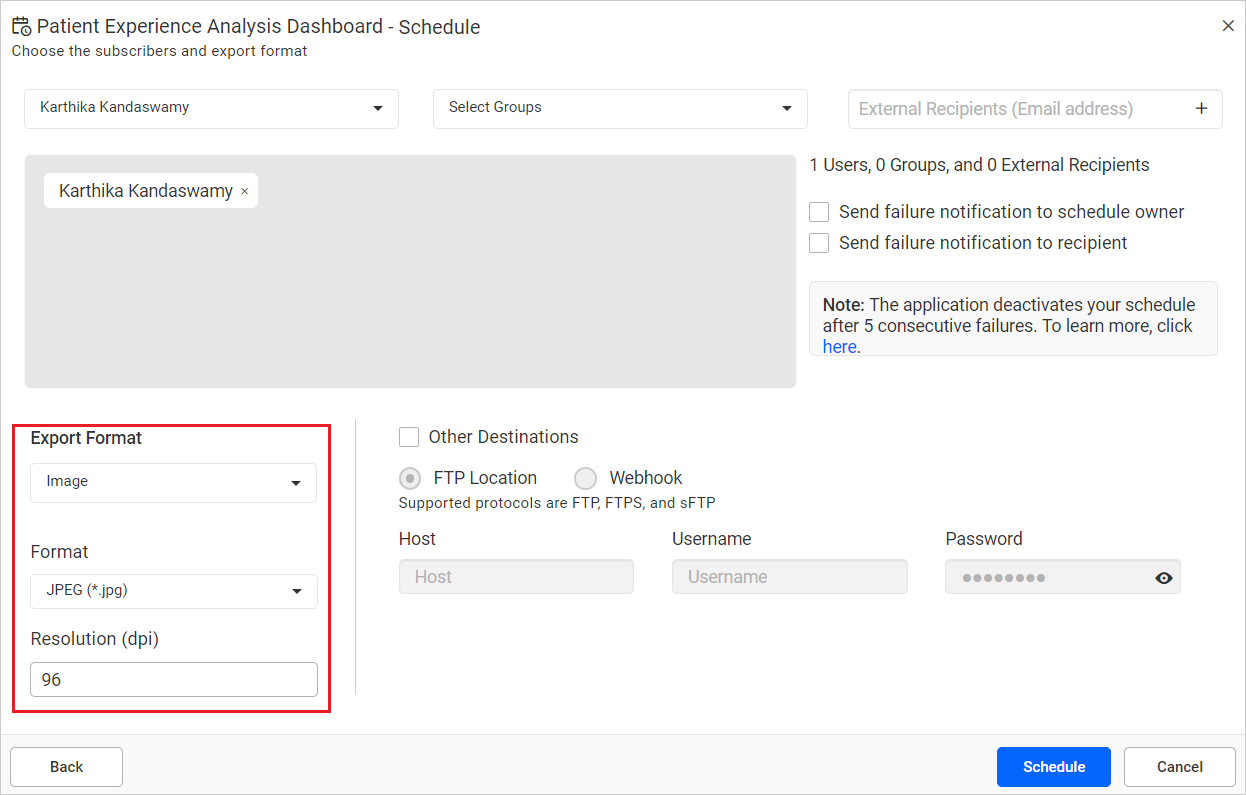 Patient Experience Analysis Dashboard - Schedule
Choose the subscribers and export format
Karthika Kandaswamy
Select Groups
External Recipients (Email address)
Karthika Kandaswamy ×
1 Users, 0 Groups, and 0 External Recipients
Send failure notification to schedule owner
Send failure notification to recipient
Note: The application deactivates your schedule
after 5 consecutive failures. To learn more, click
here.
Export Format
Image
Format
JPEG (*.jpg)
Resolution (dpi)
96
Other Destinations
FTP Location
Webhook
Supported protocols are FTP, FTPS, and sFTP
Host
Username
Password
Host
Username
●●●●●●●●
Back
Schedule
Cancel